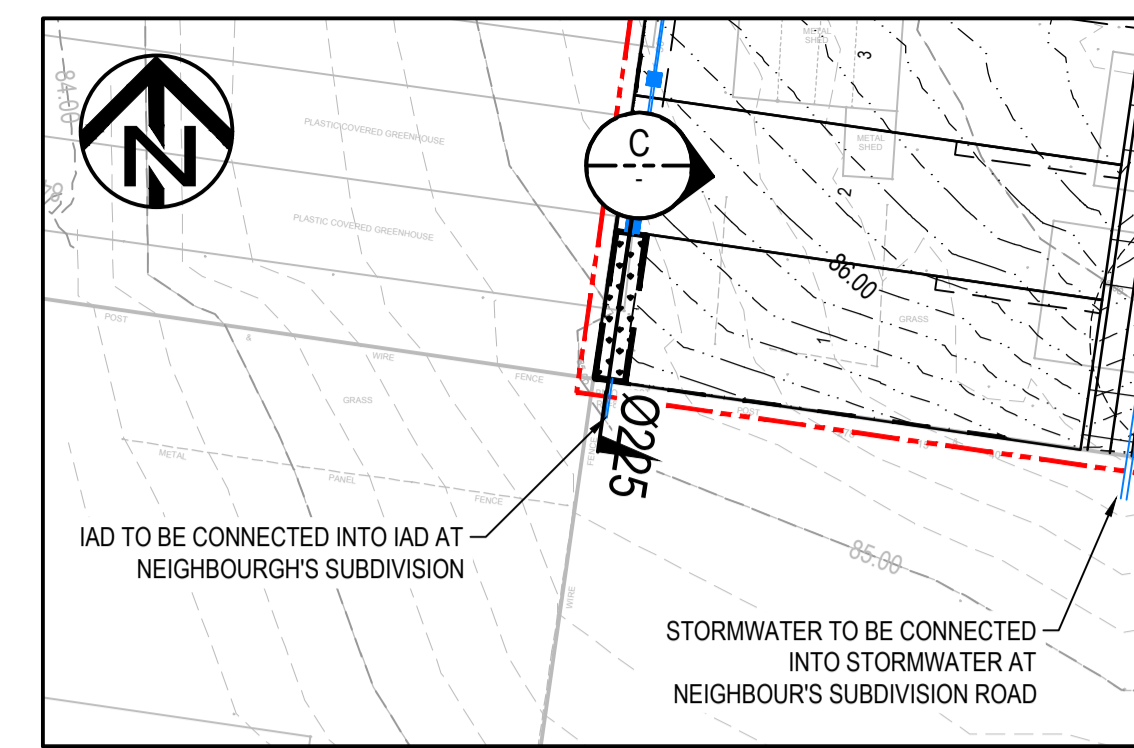 METAL
SHED
3
84.00
N
PLASTIC COVERED GREENHOUSE
C
-
METAL
SHED
2
PLASTIC COVERED GREENHOUSE
86.00
POST
&
WIRE
FENCE
GRASS
1
GRASS
POST
Ø225
METAL
PANEL
FENCE
FENCE
WIRE
85.00
IAD TO BE CONNECTED INTO IAD AT
NEIGHBOURGH'S SUBDIVISION
STORMWATER TO BE CONNECTED
INTO STORMWATER AT
NEIGHBOUR'S SUBDIVISION ROAD